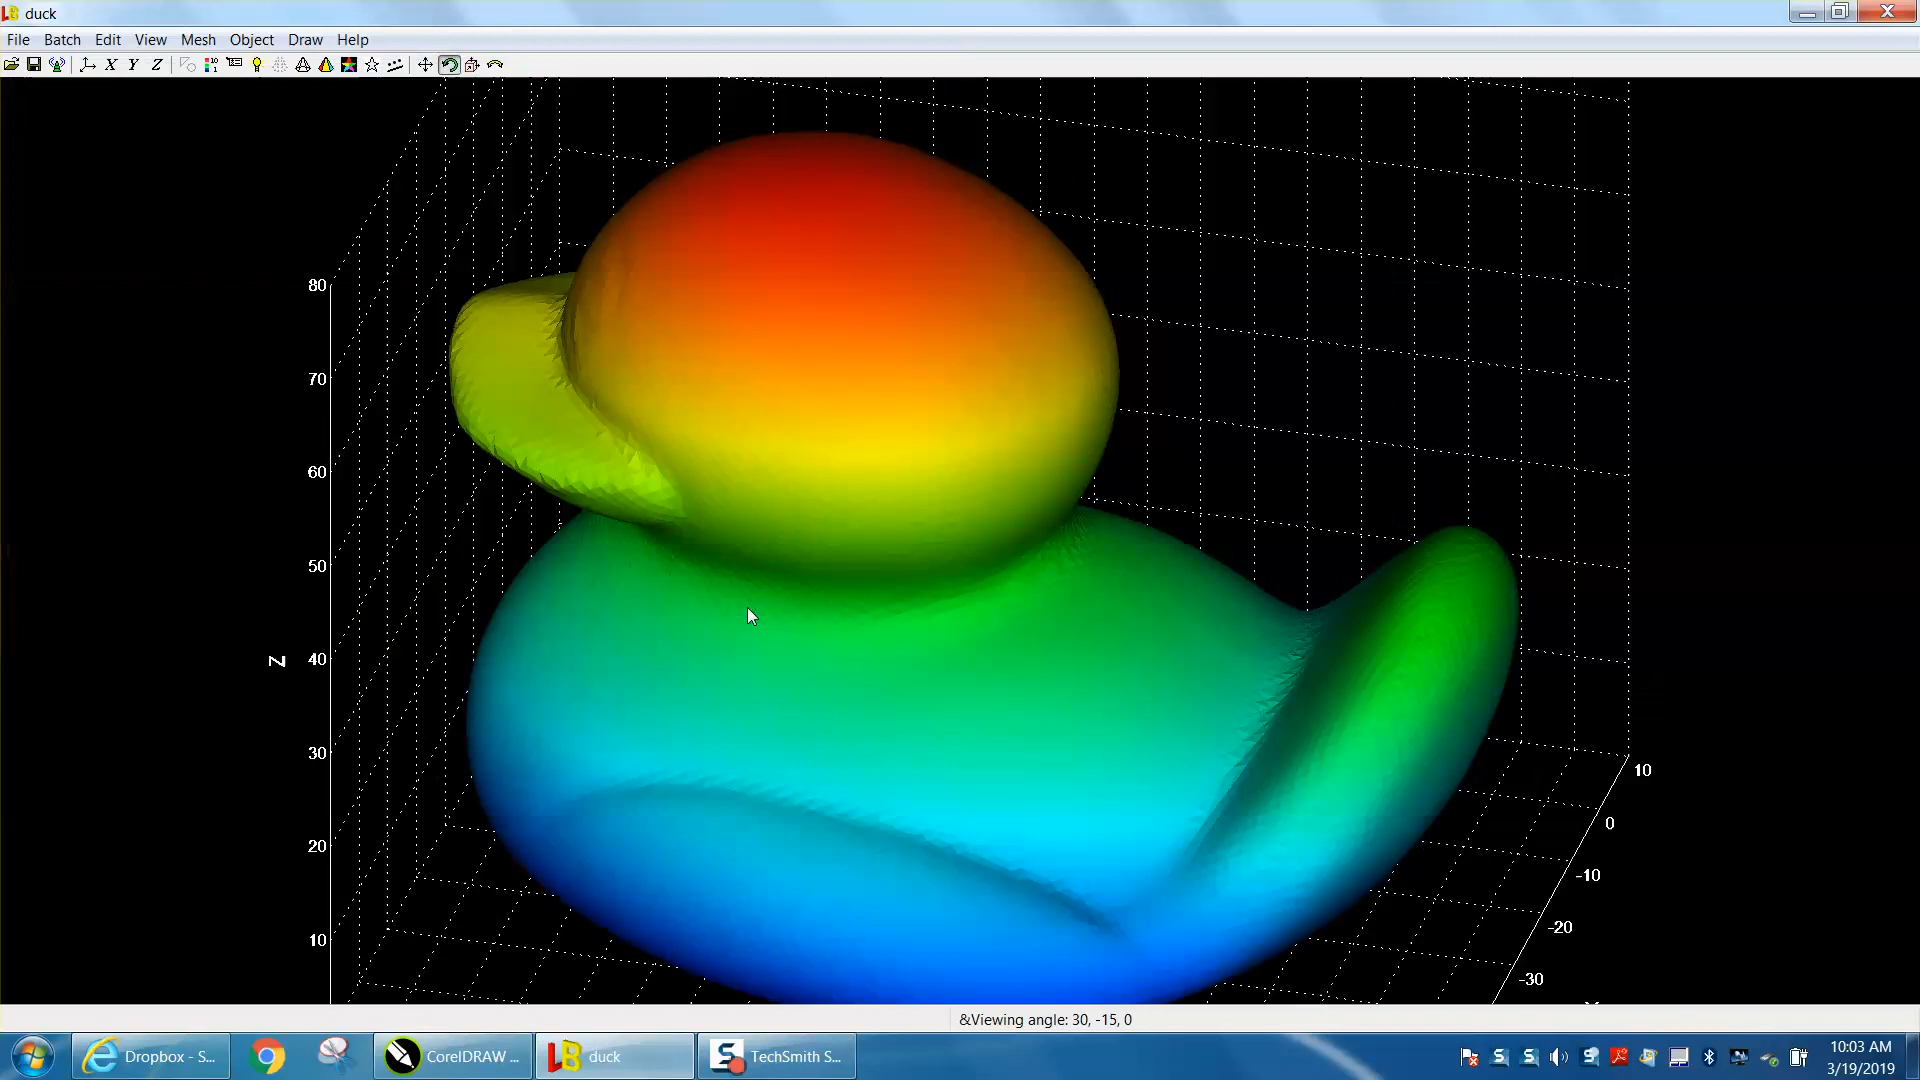 duck
File Batch Edit View Mesh Object Draw Help
X Y Z
80
70
60
50
Z 40
30
20
10
10
0
-10
-20
-30
&Viewing angle: 30, -15, 0
Dropbox - S...
CorelDRAW ...
duck
TechSmith S...
10:03 AM
3/19/2019